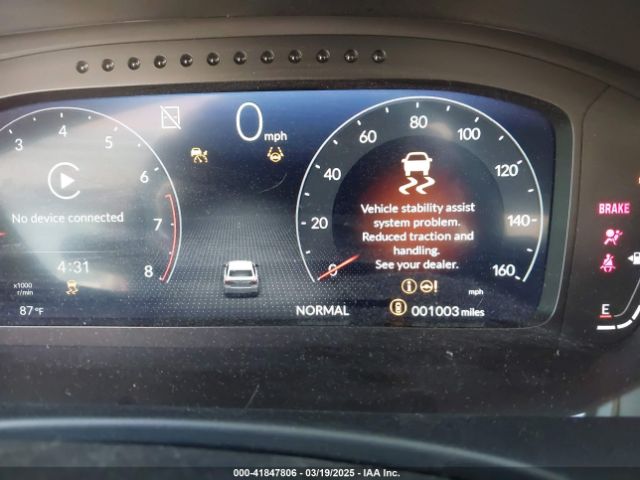 0 mph
3 4 5 6 7 8
No device connected
4:31
x1000
r/min
87°F
0 20 40 60 80 100 120 140 160
Vehicle stability assist
system problem.
Reduced traction and
handling.
See your dealer.
mph
NORMAL
001003 miles
BRAKE
E
000-41847806 - 03/19/2025 - IAA Inc.